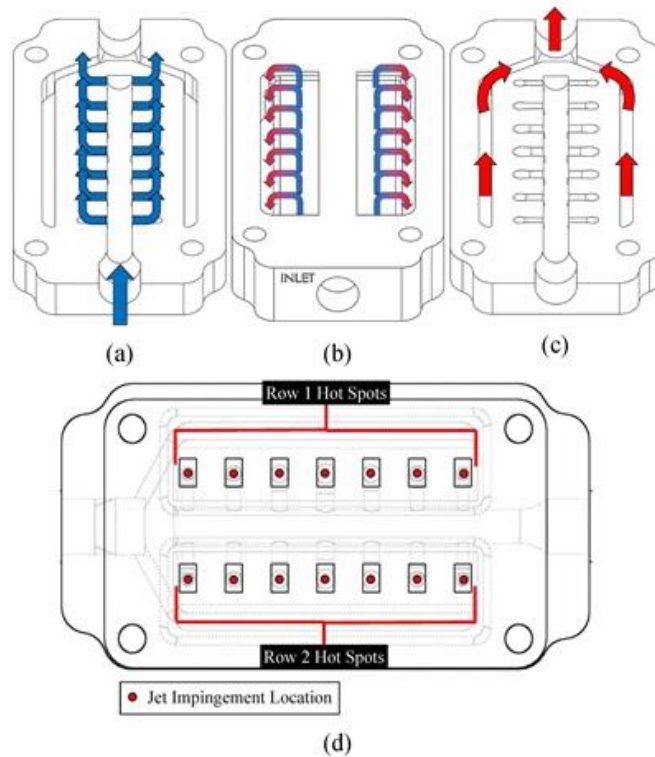 (a)
INLET
(b)
(c)
Row 1 Hot Spots
Row 2 Hot Spots
Jet Impingement Location
(d)